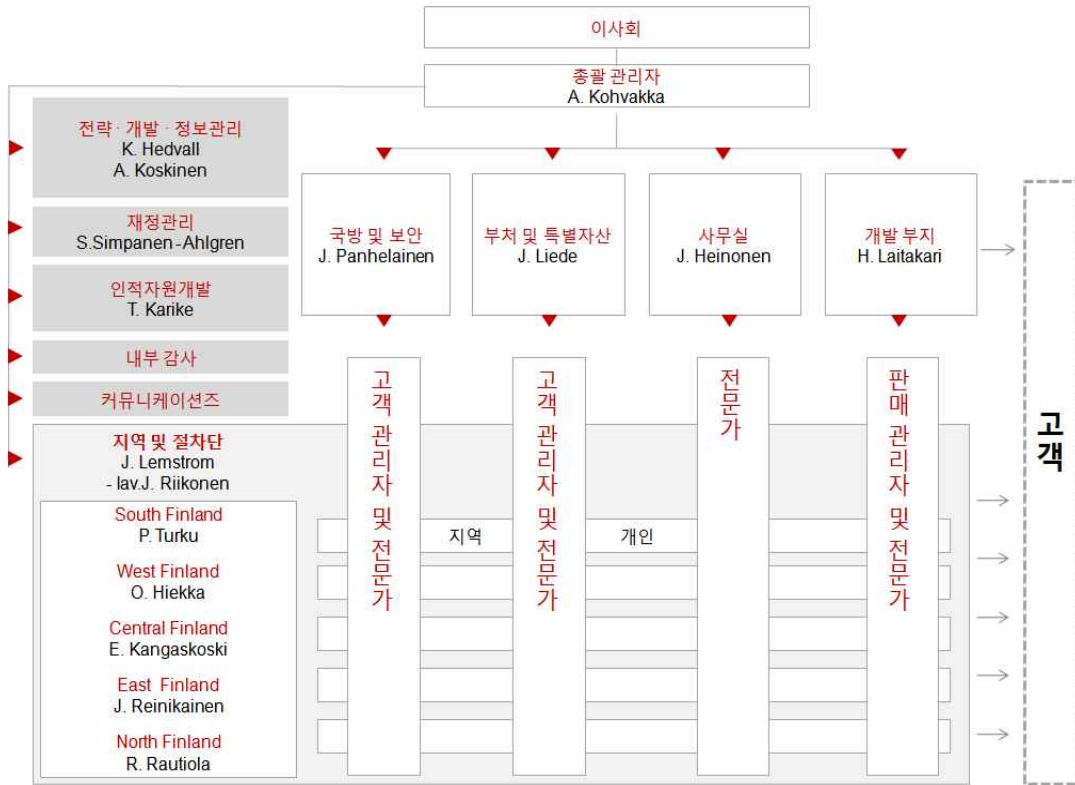 이사회
총괄 관리자
A. Kohvakka
전략 · 개발 · 정보관리
K. Hedvall
A. Koskinen
재정관리
S.Simpanen-Ahlgren
인적자원개발
T. Karike
내부 감사
커뮤니케이션즈
국방 및 보안
J. Panhelainen
부처 및 특별자산
J. Liede
사무실
J. Heinonen
개발 부지
H. Laitakari
고객 관리자 및 전문가
고객 관리자 및 전문가
전문가
판매 관리자 및 전문가
고객
지역 및 절차단
J. Lemstrom
- lav.J. Riikonen
South Finland
P. Turku
지역
개인
West Finland
O. Hiekka
Central Finland
E. Kangaskoski
East Finland
J. Reinikainen
North Finland
R. Rautiola